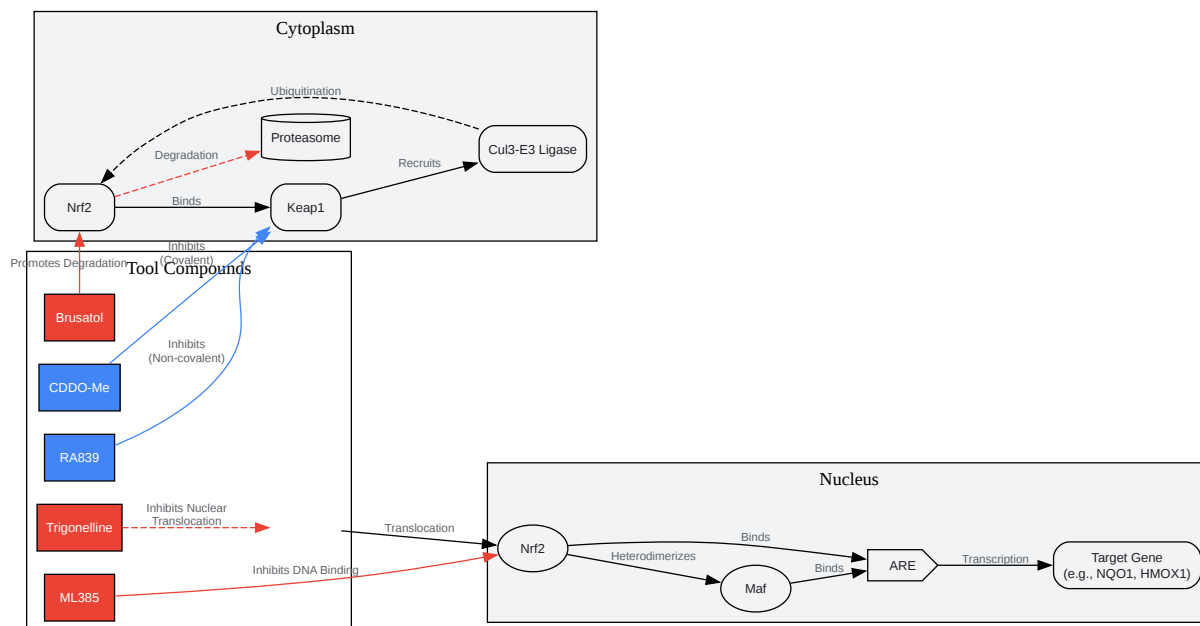 Cytoplasm
Ubiquitination
Proteasome
Cul3-E3 Ligase
Degradation
Recruits
Nrf2
Binds
Keap1
Inhibits
(Covalent)
Promotes Degradation
Tool Compounds
Brusatol
Inhibits
(Non-covalent)
CDDO-Me
RA839
Nucleus
Inhibits Nuclear
Translocation
Trigonelline
Translocation
Nrf2
Binds
Heterodimerizes
Binds
ARE
Transcription
Target Gene
(e.g., NQO1, HMOX1)
Inhibits DNA Binding
Maf
ML385